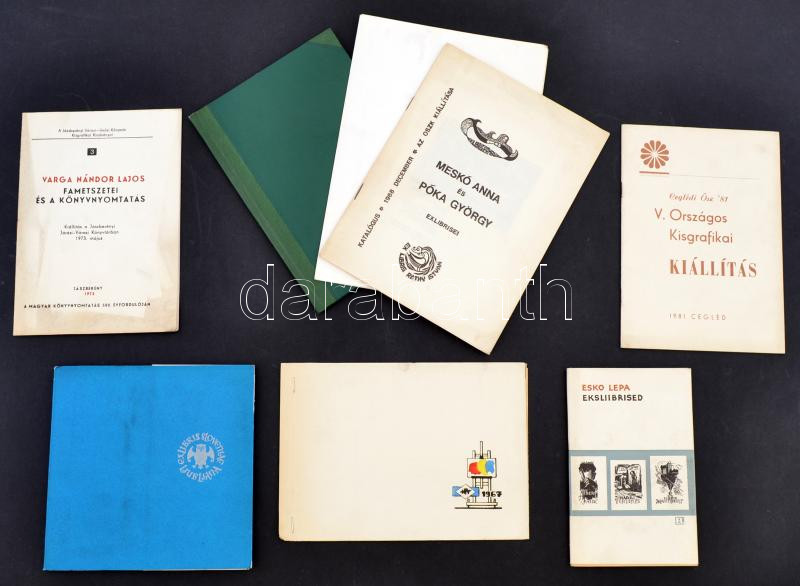 A Jászberényi Városi-Járási Könyvtár
Kisgrafikai Kiadványai
3
VARGA NÁNDOR LAJOS
FAMETSZETEI
ÉS A KÖNYVNYOMTATÁS
Kiállítás a Jászberényi
Járási-Városi Könyvtárban
1973. május
JÁSZBERÉNY
1973
A MAGYAR KÖNYVNYOMTATÁS 500. ÉVFORDULÓJÁN
KATALÓGUS * 1968 DECEMBER * AZ OSZK KIÁLLÍTÁSA
MESKÓ ANNA
ÉS
PÓKA GYÖRGY
EXLIBRISEI
Ceglédi Ősz '81
V. Országos
Kisgrafikai
KIÁLLÍTÁS
1981. CEGLÉD
darabanth
1967
ESKO LEPA
EKSLIIBRISED